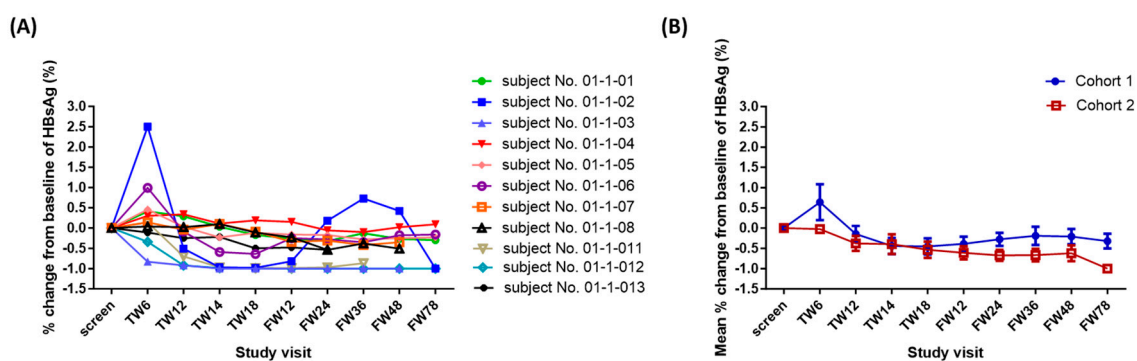 (A)
% change from baseline of HBsAg (%)
3.0
2.5
2.0
1.5
1.0
0.5
0.0
-0.5
-1.0
-1.5
screen
TW6
TW12
TW14
TW18
FW12
FW24
FW36
FW48
FW78
Study visit
subject No. 01-1-01
subject No. 01-1-02
subject No. 01-1-03
subject No. 01-1-04
subject No. 01-1-05
subject No. 01-1-06
subject No. 01-1-07
subject No. 01-1-08
subject No. 01-1-011
subject No. 01-1-012
subject No. 01-1-013
(B)
Mean % change from baseline of HBsAg (%)
3.0
2.5
2.0
1.5
1.0
0.5
0.0
-0.5
-1.0
-1.5
screen
TW6
TW12
TW14
TW18
FW12
FW24
FW36
FW48
FW78
Study visit
Cohort 1
Cohort 2